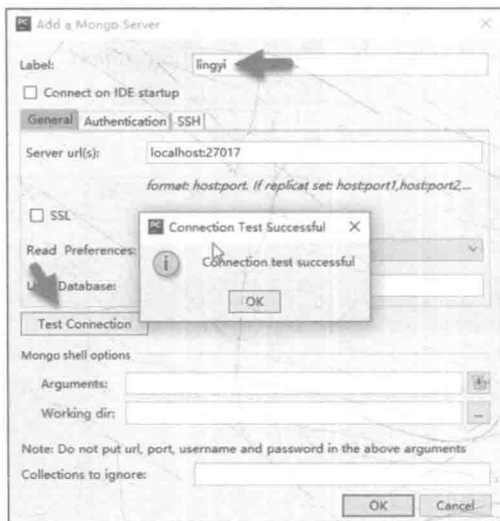 Add a Mongo Server
Label: lingyi
Connect on IDE startup
General Authentication SSH
Server url(s): localhost:27017
format: host:port. If replicat set: host:port1,host:port2,...
SSL
Connection Test Successful
Read Preferences:
Connection test successful
Database:
OK
Test Connection
Mongo shell options
Arguments:
Working dir:
...
Note: Do not put url, port, username and password in the above arguments
Collections to ignore:
OK Cancel